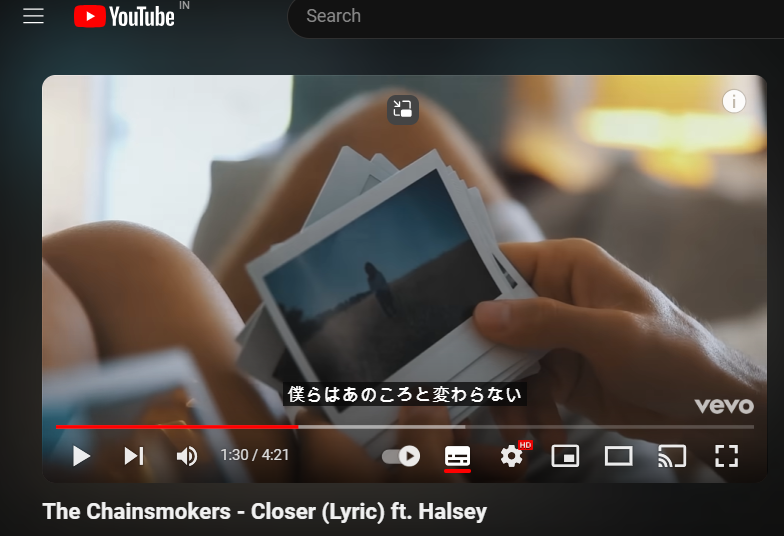 YouTube IN
Search
僕らはあのころと変わらない
vevo
1:30 / 4:21
HD
The Chainsmokers - Closer (Lyric) ft. Halsey